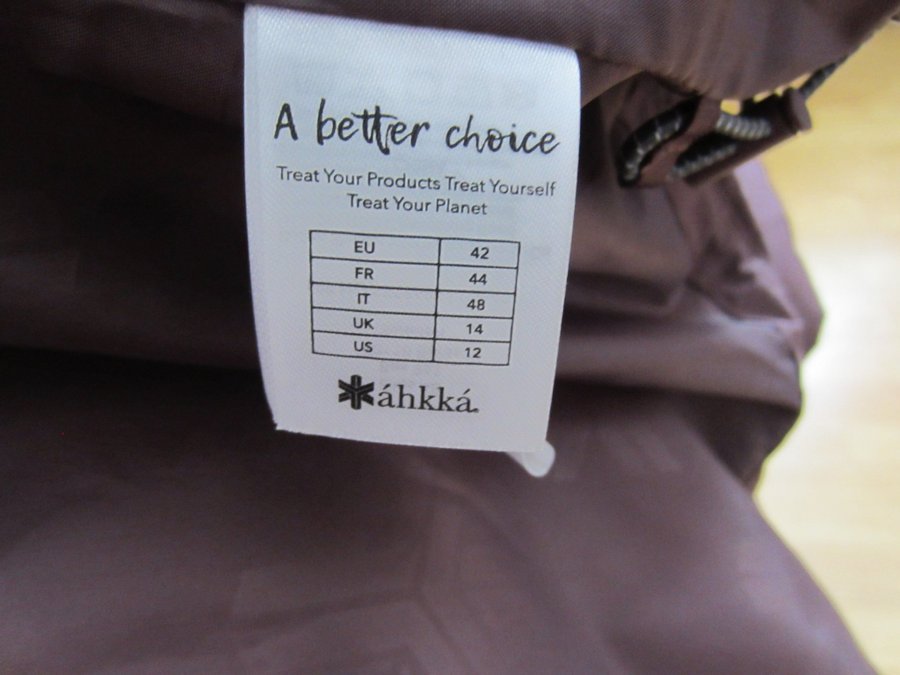 A better choice
Treat Your Products Treat Yourself
Treat Your Planet
EU 42
FR 44
IT 48
UK 14
US 12
áhkká